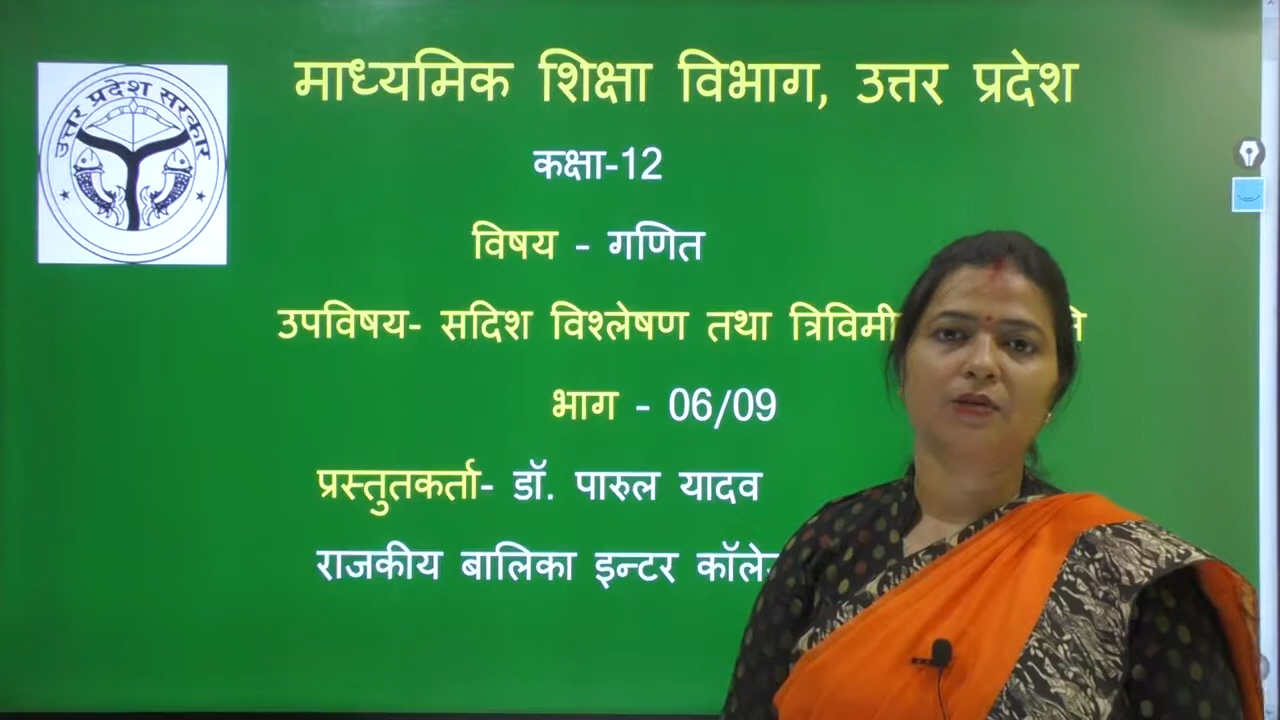 उत्तर प्रदेश सरकार
माध्यमिक शिक्षा विभाग, उत्तर प्रदेश
कक्षा-12
विषय - गणित
उपविषय- सदिश विश्लेषण तथा
भाग - 06/09
प्रस्तुतकर्ता- डॉ. पारुल यादव
राजकीय बालिका इन्टर